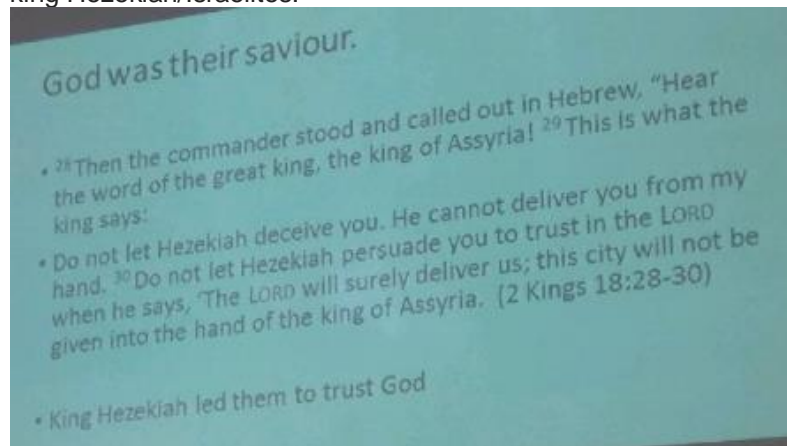 king Hezekiah/Israelites.
God was their saviour.
• 28 Then the commander stood and called out in Hebrew, "Hear
the word of the great king, the king of Assyria! 29 This is what the
king says:
• Do not let Hezekiah deceive you. He cannot deliver you from my
hand. 30 Do not let Hezekiah persuade you to trust in the LORD
when he says, 'The LORD will surely deliver us; this city will not be
given into the hand of the king of Assyria. (2 Kings 18:28-30)
• King Hezekiah led them to trust God